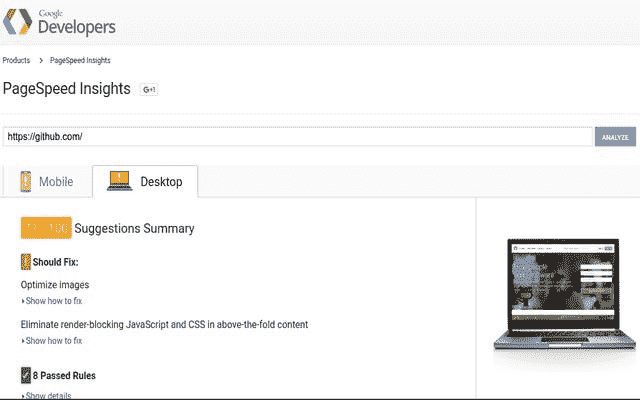 Google
Developers
Products > PageSpeed Insights
PageSpeed Insights
G+1
https://github.com/
ANALYZE
Mobile
Desktop
Suggestions Summary
Should Fix:
Optimize images
Show how to fix
Eliminate render-blocking JavaScript and CSS in above-the-fold content
Show how to fix
8 Passed Rules
Show details